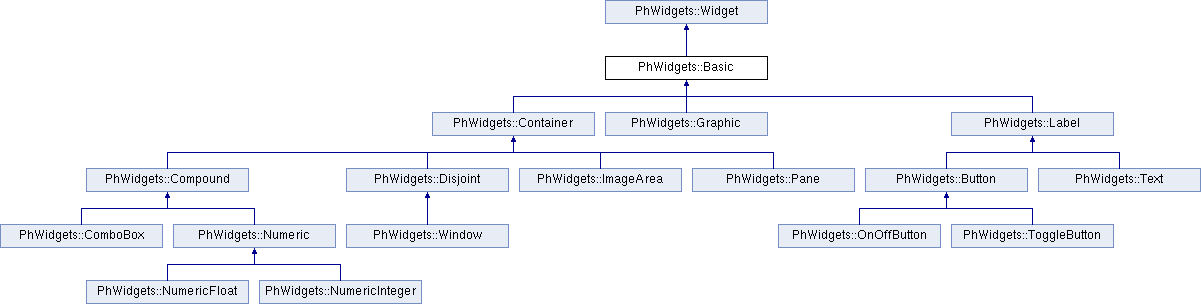 PhWidgets::Widget
PhWidgets::Basic
PhWidgets::Container
PhWidgets::Graphic
PhWidgets::Label
PhWidgets::Compound
PhWidgets::Disjoint
PhWidgets::ImageArea
PhWidgets::Pane
PhWidgets::Button
PhWidgets::Text
PhWidgets::ComboBox
PhWidgets::Numeric
PhWidgets::Window
PhWidgets::OnOffButton
PhWidgets::ToggleButton
PhWidgets::NumericFloat
PhWidgets::NumericInteger